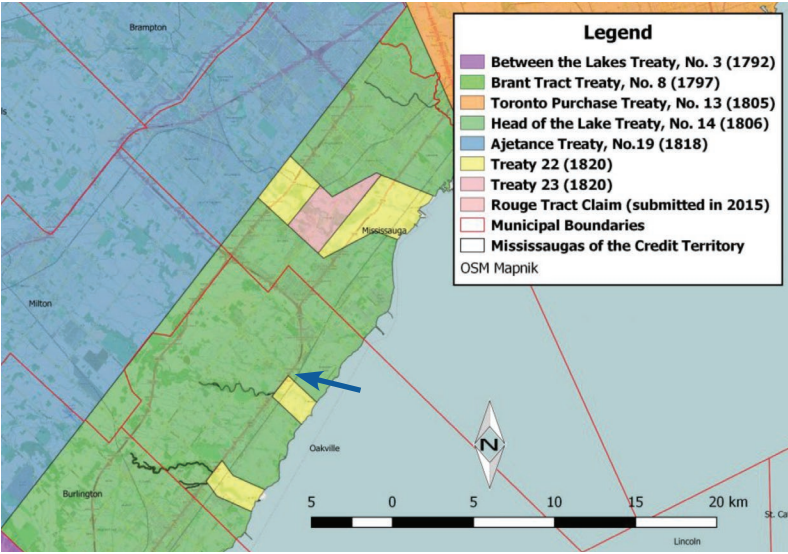 Brampton
Legend
Between the Lakes Treaty, No. 3 (1792)
Brant Tract Treaty, No. 8 (1797)
Toronto Purchase Treaty, No. 13 (1805)
Head of the Lake Treaty, No. 14 (1806)
Ajetance Treaty, No.19 (1818)
Treaty 22 (1820)
Treaty 23 (1820)
Rouge Tract Claim (submitted in 2015)
Municipal Boundaries
Mississaugas of the Credit Territory
OSM Mapnik
ls
Mississauga
Milton
N
Oakville
Burlington
5 0 5 10 15 20 km
St. Ca
Lincoln